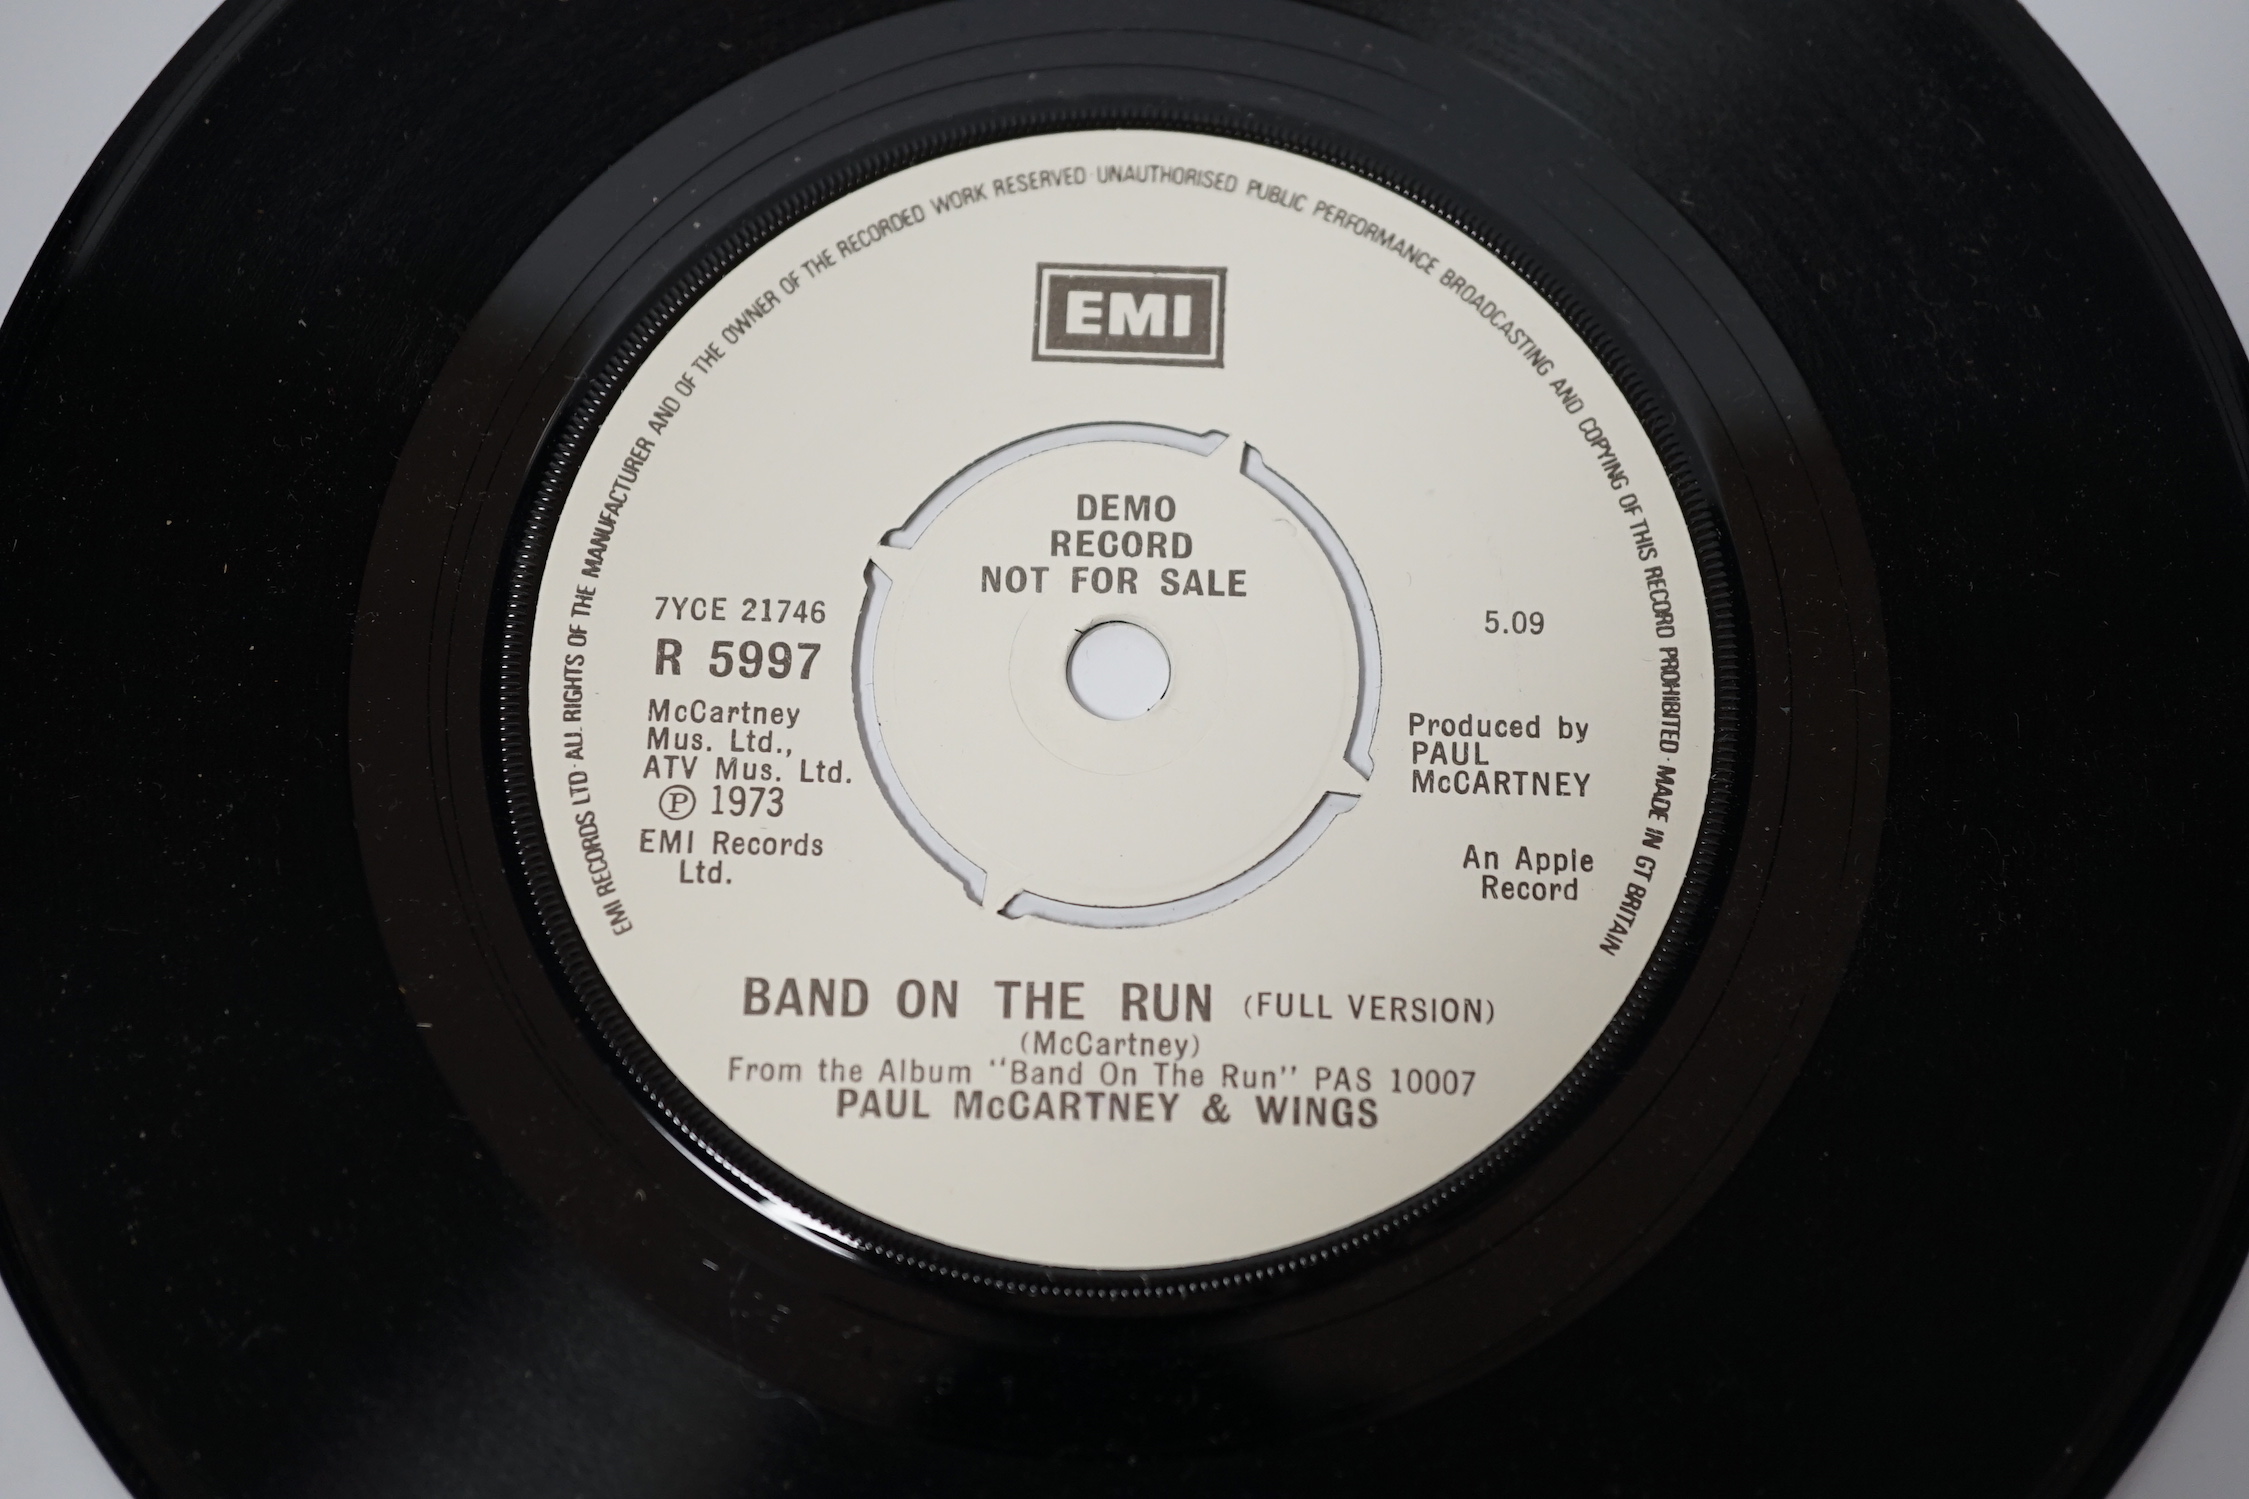 EMI RECORDS LTD · ALL RIGHTS OF THE MANUFACTURER AND OF THE OWNER OF THE RECORDED WORK RESERVED · UNAUTHORISED PUBLIC PERFORMANCE BROADCASTING AND COPYING OF THIS RECORD PROHIBITED · MADE IN GT BRITAIN
EMI
DEMO
RECORD
NOT FOR SALE
7YCE 21746
R 5997
McCartney
Mus. Ltd.,
ATV Mus. Ltd.
Ⓟ 1973
EMI Records
Ltd.
5.09
Produced by
PAUL
McCARTNEY
An Apple
Record
BAND ON THE RUN (FULL VERSION)
(McCartney)
From the Album "Band On The Run" PAS 10007
PAUL McCARTNEY & WINGS